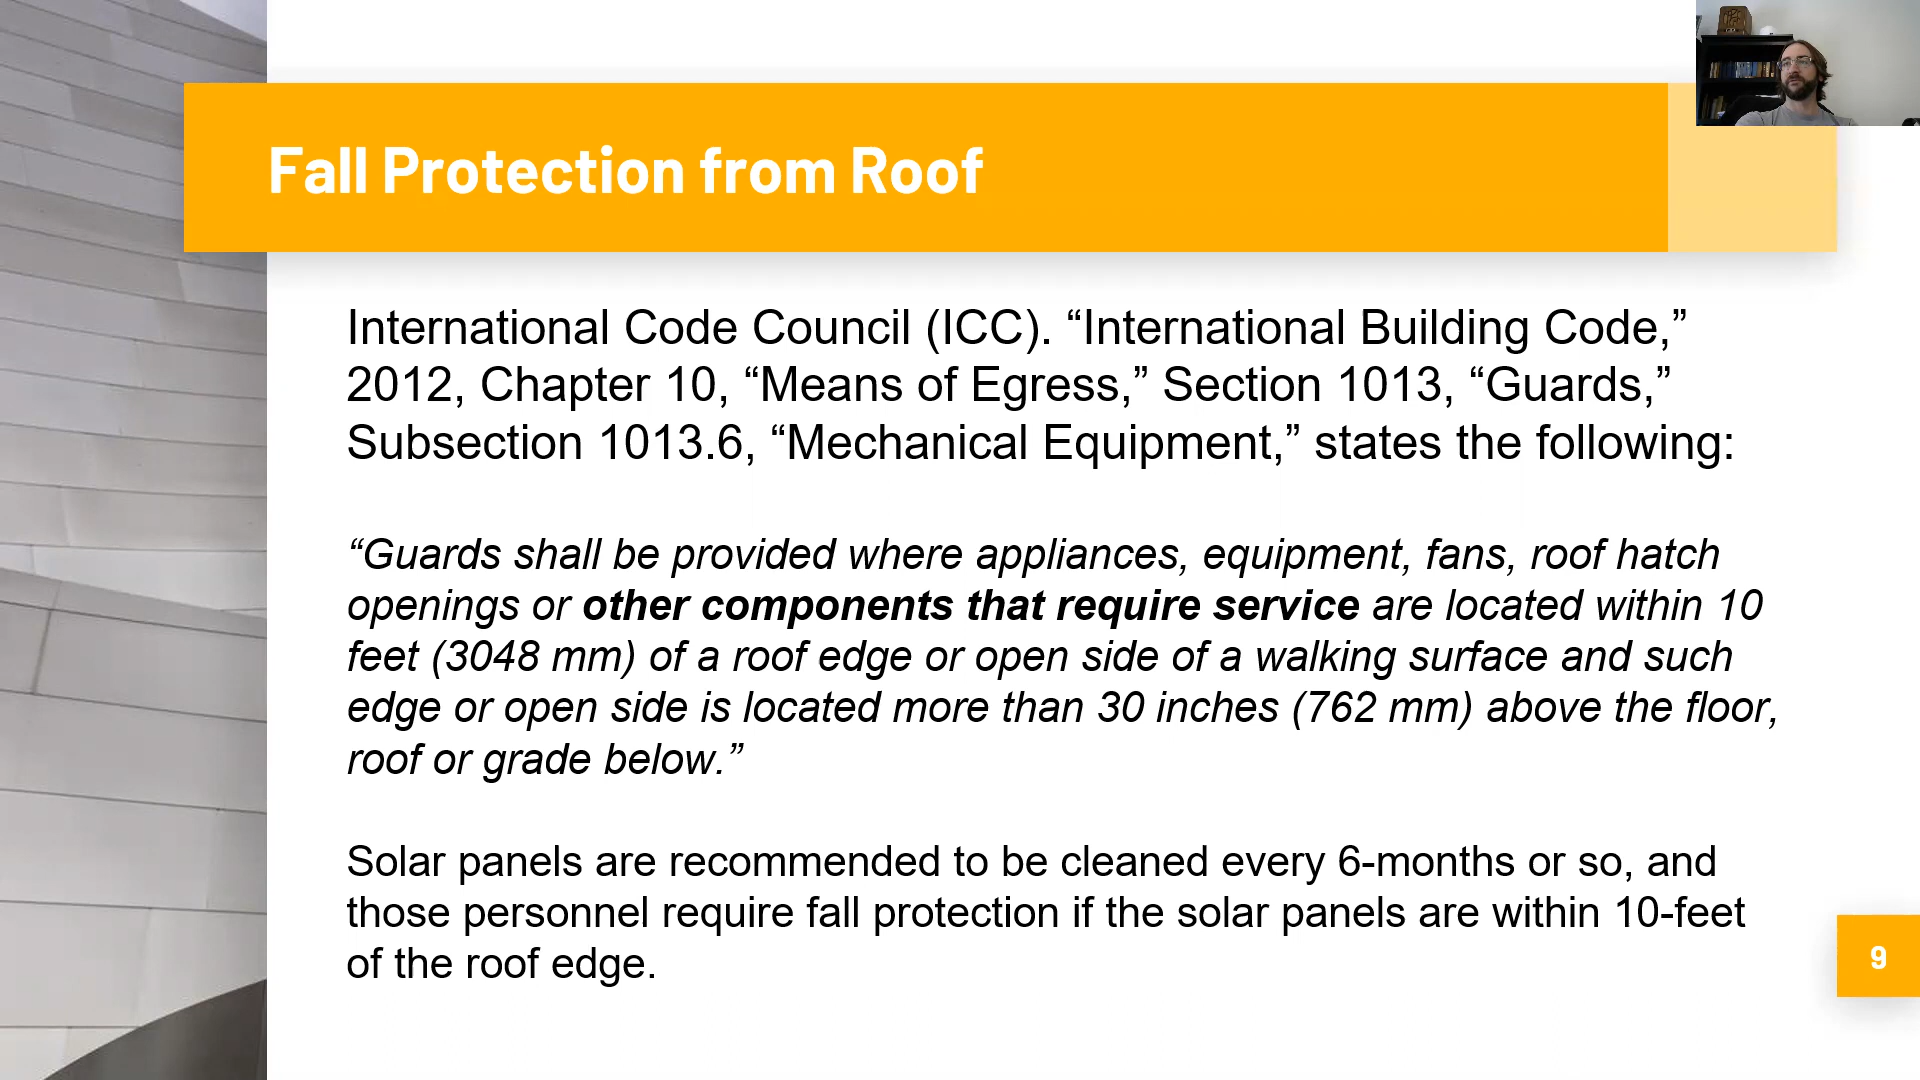 Fall Protection from Roof
International Code Council (ICC). “International Building Code,”
2012, Chapter 10, “Means of Egress,” Section 1013, “Guards,”
Subsection 1013.6, “Mechanical Equipment,” states the following:
“Guards shall be provided where appliances, equipment, fans, roof hatch
openings or other components that require service are located within 10
feet (3048 mm) of a roof edge or open side of a walking surface and such
edge or open side is located more than 30 inches (762 mm) above the floor,
roof or grade below.”
Solar panels are recommended to be cleaned every 6-months or so, and
those personnel require fall protection if the solar panels are within 10-feet
of the roof edge.
9